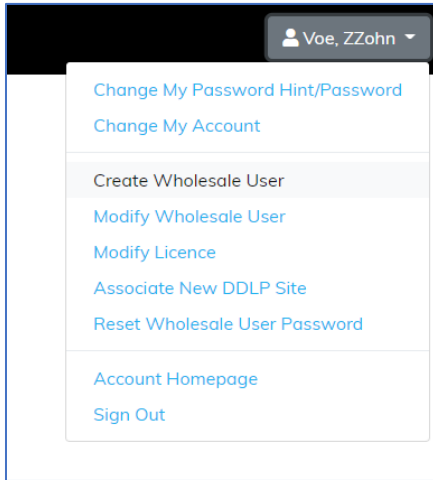 Voe, ZZohn
Change My Password Hint/Password
Change My Account
Create Wholesale User
Modify Wholesale User
Modify Licence
Associate New DDLP Site
Reset Wholesale User Password
Account Homepage
Sign Out